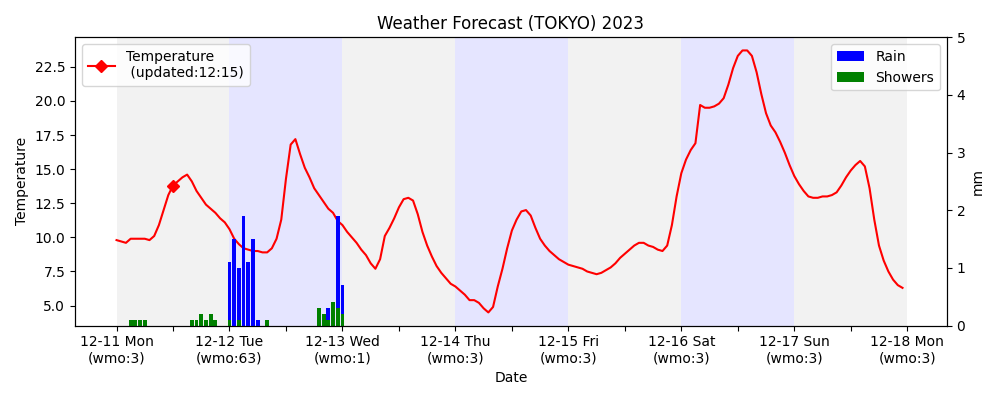 Weather Forecast (TOKYO) 2023
Temperature
(updated:12:15)
Rain
Showers
22.5
20.0
17.5
15.0
12.5
10.0
7.5
5.0
Temperature
5
4
3
2
1
0
mm
12-11 Mon 12-12 Tue 12-13 Wed 12-14 Thu 12-15 Fri 12-16 Sat 12-17 Sun 12-18 Mon
(wmo:3) (wmo:63) (wmo:1) (wmo:3) (wmo:3) (wmo:3) (wmo:3) (wmo:3)
Date